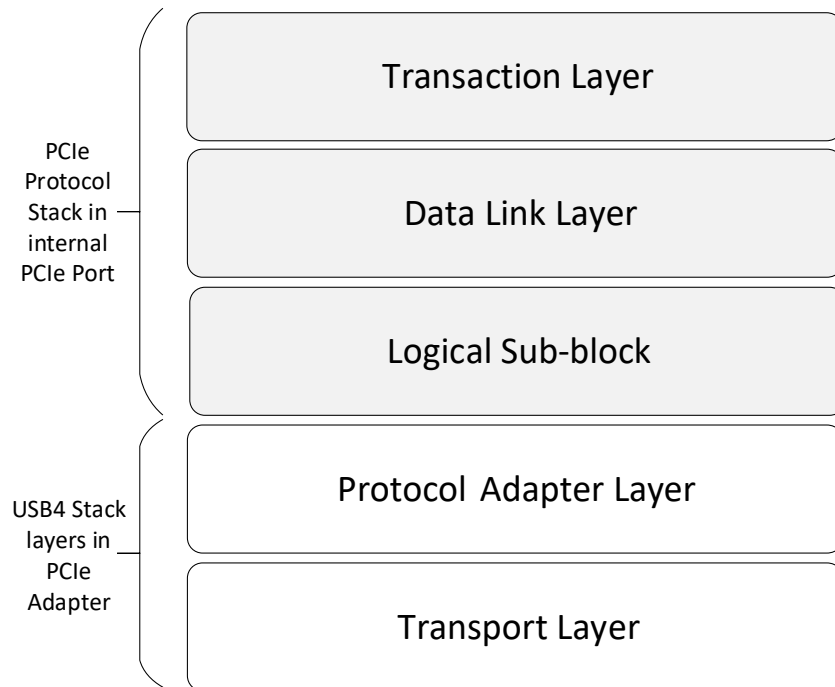 Transaction Layer
PCIe
Protocol
Stack in
internal
PCIe Port
Data Link Layer
Logical Sub-block
Protocol Adapter Layer
USB4 Stack
layers in
PCIe
Adapter
Transport Layer